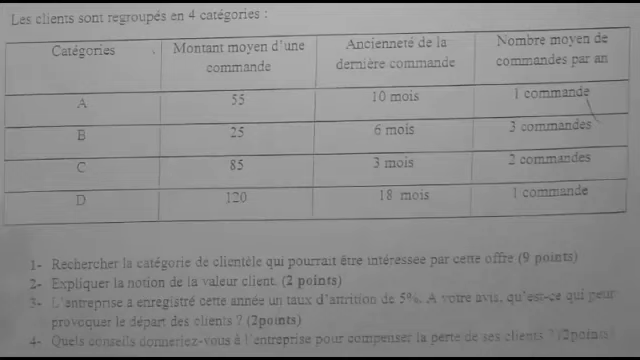 Les clients sont regroupés en 4 catégories :
Catégories | Montant moyen d'une commande | Ancienneté de la dernière commande | Nombre moyen de commandes par an
A | 55 | 10 mois | 1 commande
B | 25 | 6 mois | 3 commandes
C | 85 | 3 mois | 2 commandes
D | 120 | 18 mois | 1 commande
1- Rechercher la catégorie de clientèle qui pourrait être intéressée par cette offre (9 points)
2- Expliquer la notion de la valeur client. (2 points)
3- L'entreprise a enregistré cette année un taux d'attrition de 5%. A votre avis, qu'est-ce qui peut
provoquer le départ des clients ? (2points)
4- Quels conseils donneriez-vous à l'entreprise pour compenser la perte de ses clients ? (2points)